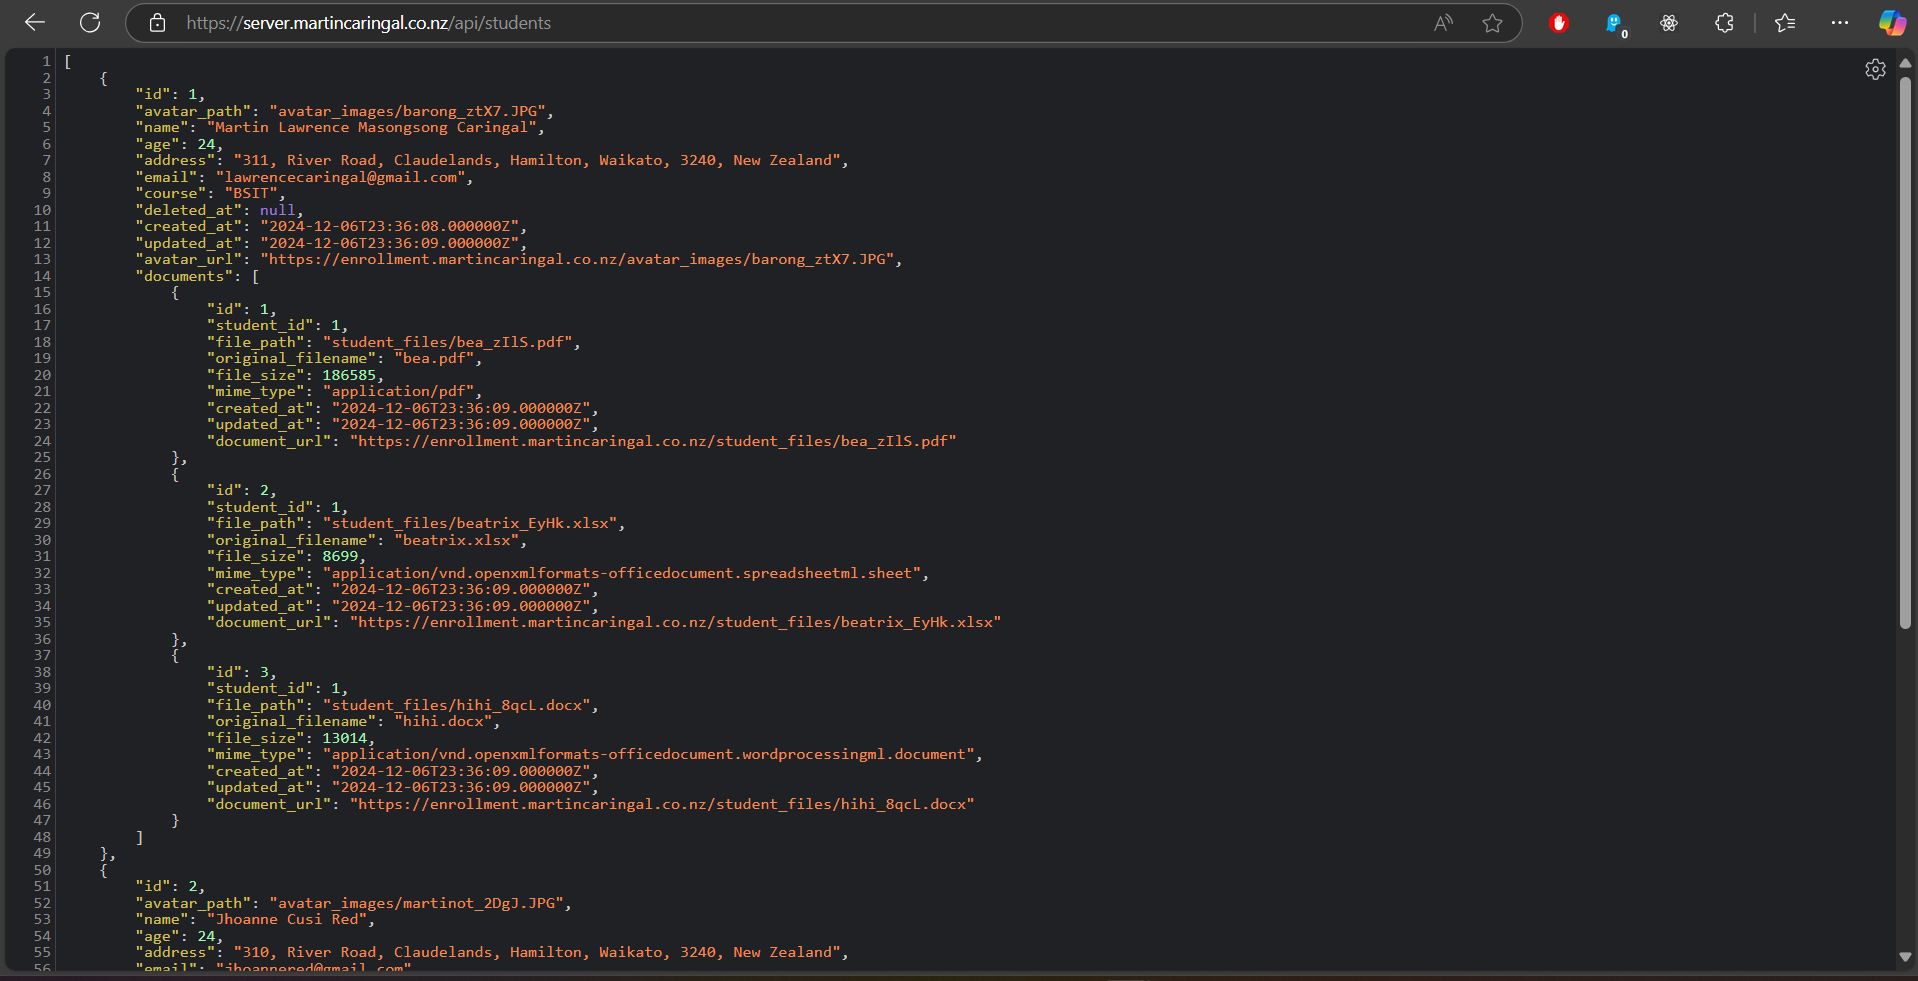 https://server.martincaringal.co.nz/api/students
0
1 [
2 {
3 "id": 1,
4 "avatar_path": "avatar_images/barong_ztX7.JPG",
5 "name": "Martin Lawrence Masongsong Caringal",
6 "age": 24,
7 "address": "311, River Road, Claudelands, Hamilton, Waikato, 3240, New Zealand",
8 "email": "lawrencecaringal@gmail.com",
9 "course": "BSIT",
10 "deleted_at": null,
11 "created_at": "2024-12-06T23:36:08.000000Z",
12 "updated_at": "2024-12-06T23:36:09.000000Z",
13 "avatar_url": "https://enrollment.martincaringal.co.nz/avatar_images/barong_ztX7.JPG",
14 "documents": [
15 {
16 "id": 1,
17 "student_id": 1,
18 "file_path": "student_files/bea_zIlS.pdf",
19 "original_filename": "bea.pdf",
20 "file_size": 186585,
21 "mime_type": "application/pdf",
22 "created_at": "2024-12-06T23:36:09.000000Z",
23 "updated_at": "2024-12-06T23:36:09.000000Z",
24 "document_url": "https://enrollment.martincaringal.co.nz/student_files/bea_zIlS.pdf"
25 },
26 {
27 "id": 2,
28 "student_id": 1,
29 "file_path": "student_files/beatrix_EyHk.xlsx",
30 "original_filename": "beatrix.xlsx",
31 "file_size": 8699,
32 "mime_type": "application/vnd.openxmlformats-officedocument.spreadsheetml.sheet",
33 "created_at": "2024-12-06T23:36:09.000000Z",
34 "updated_at": "2024-12-06T23:36:09.000000Z",
35 "document_url": "https://enrollment.martincaringal.co.nz/student_files/beatrix_EyHk.xlsx"
36 },
37 {
38 "id": 3,
39 "student_id": 1,
40 "file_path": "student_files/hihi_8qcL.docx",
41 "original_filename": "hihi.docx",
42 "file_size": 13014,
43 "mime_type": "application/vnd.openxmlformats-officedocument.wordprocessingml.document",
44 "created_at": "2024-12-06T23:36:09.000000Z",
45 "updated_at": "2024-12-06T23:36:09.000000Z",
46 "document_url": "https://enrollment.martincaringal.co.nz/student_files/hihi_8qcL.docx"
47 }
48 ]
49 },
50 {
51 "id": 2,
52 "avatar_path": "avatar_images/martinot_2DgJ.JPG",
53 "name": "Jhoanne Cusi Red",
54 "age": 24,
55 "address": "310, River Road, Claudelands, Hamilton, Waikato, 3240, New Zealand",
56 "email": "jhoannered@gmail.com"